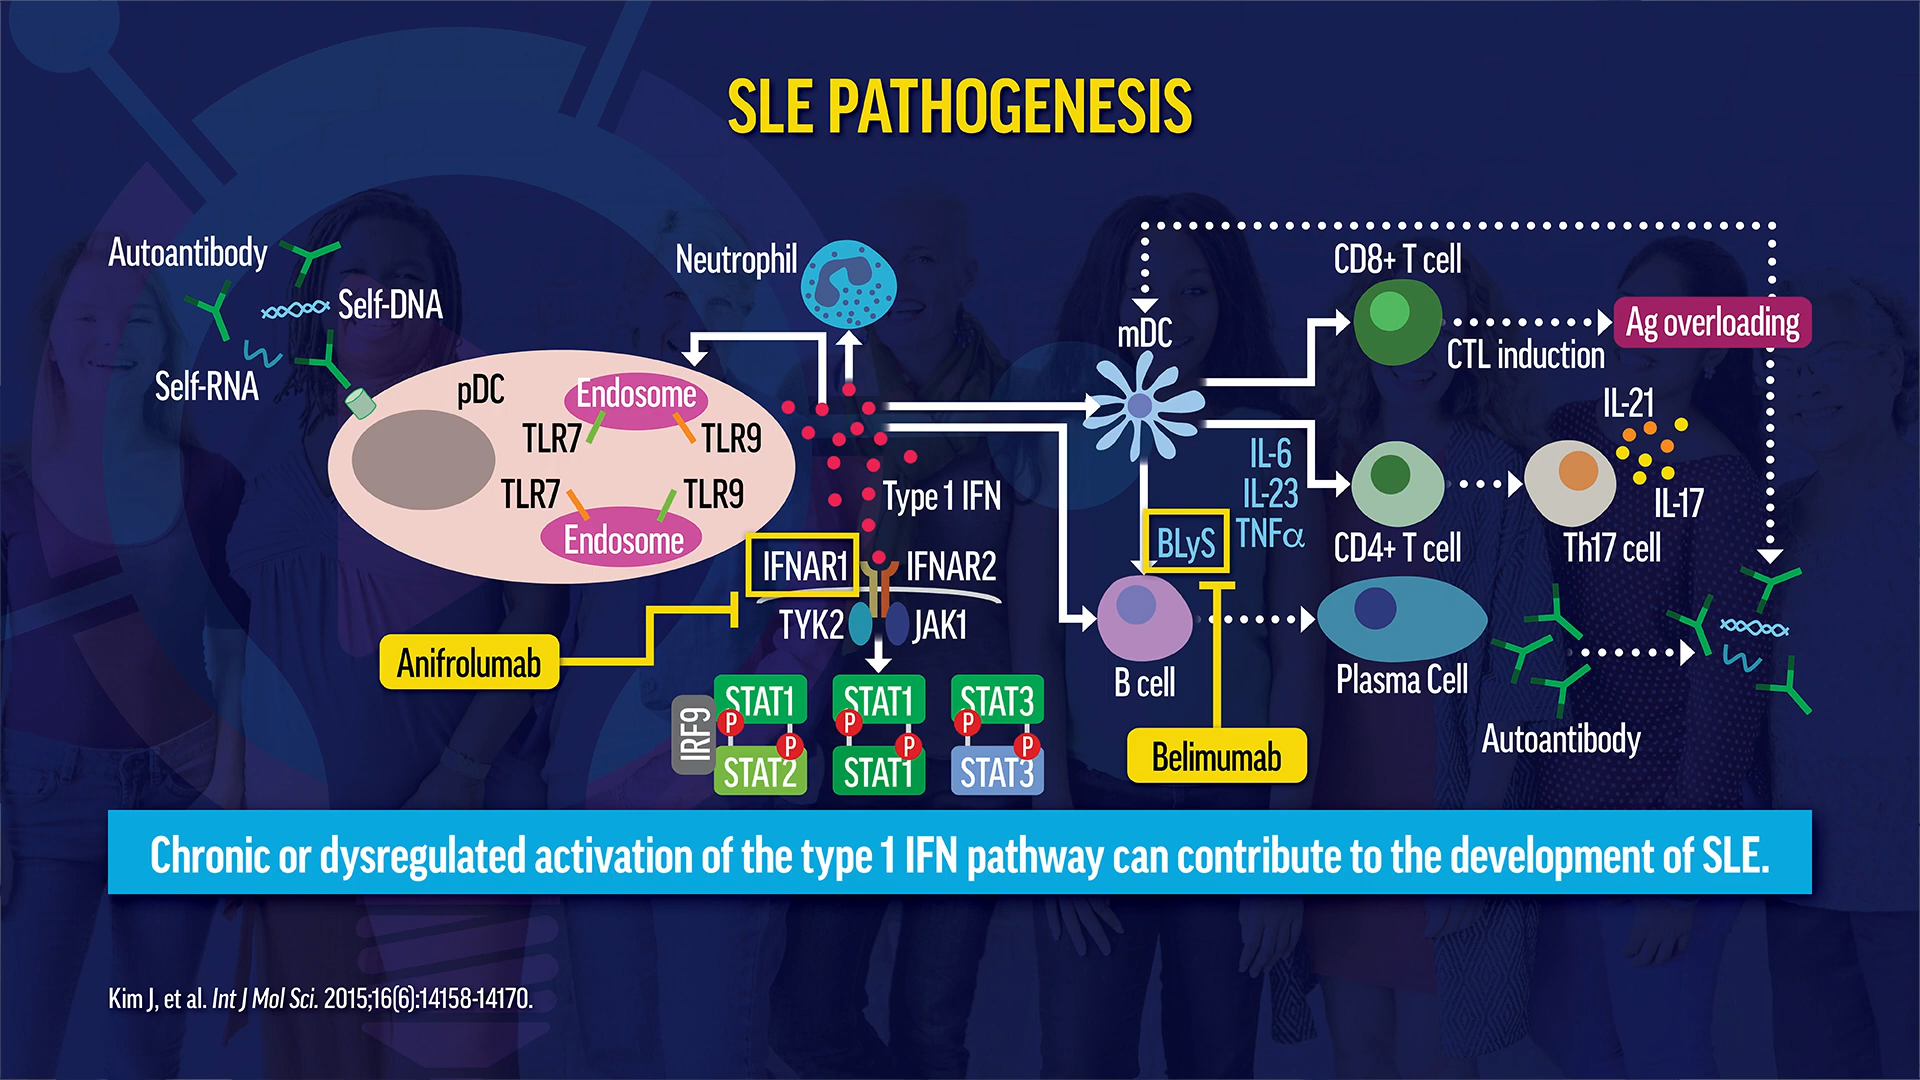 SLE PATHOGENESIS
Autoantibody
Self-DNA
Self-RNA
pDC
Endosome
TLR7
TLR9
TLR7
TLR9
Endosome
Neutrophil
Type 1 IFN
IFNAR1
IFNAR2
TYK2
JAK1
Anifrolumab
IRF9
STAT1
P
P
STAT2
STAT1
P
P
STAT1
STAT3
P
P
STAT3
mDC
BLyS
IL-6
IL-23
TNFα
CD8+ T cell
CTL induction
Ag overloading
CD4+ T cell
Th17 cell
IL-21
IL-17
B cell
Plasma Cell
Belimumab
Autoantibody
Chronic or dysregulated activation of the type 1 IFN pathway can contribute to the development of SLE.
Kim J, et al. Int J Mol Sci. 2015;16(6):14158-14170.